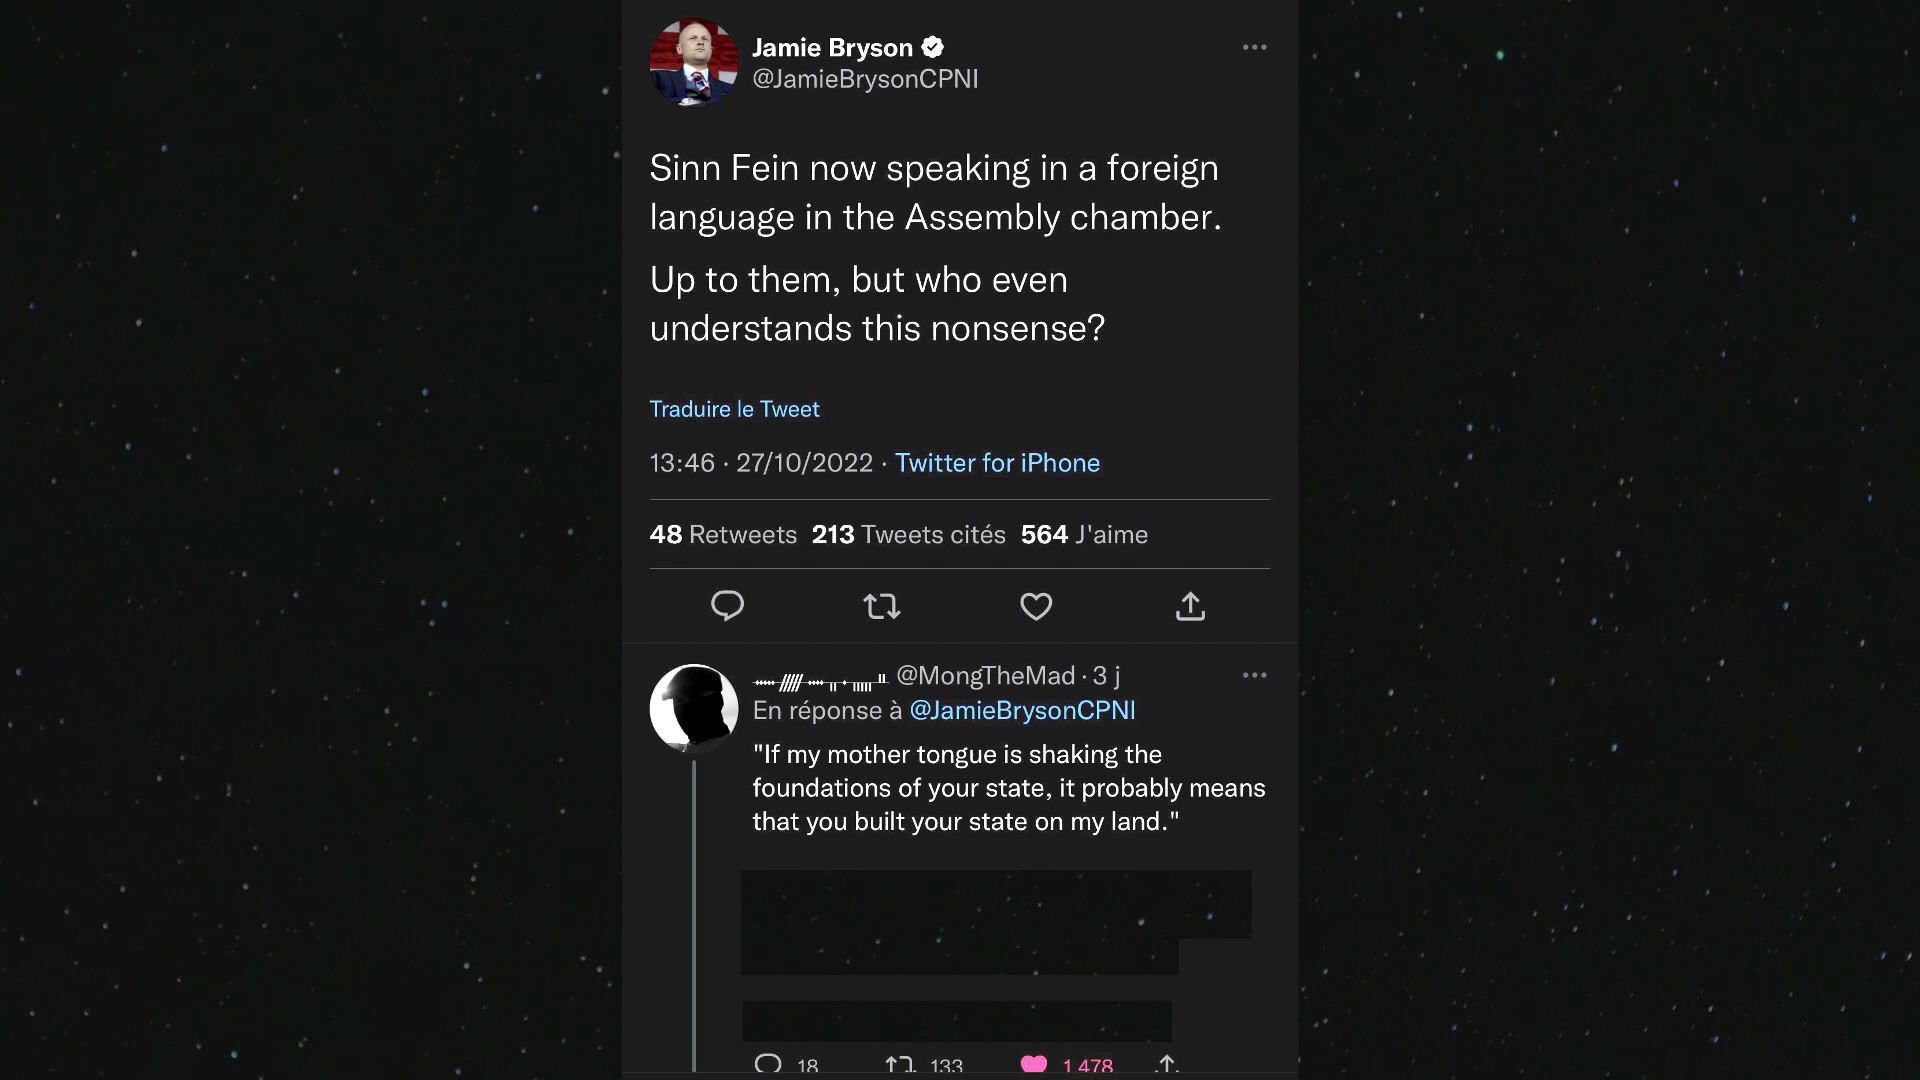 Jamie Bryson
@JamieBrysonCPNI
Sinn Fein now speaking in a foreign
language in the Assembly chamber.
Up to them, but who even
understands this nonsense?
Traduire le Tweet
13:46 · 27/10/2022 · Twitter for iPhone
48 Retweets 213 Tweets cités 564 J'aime
@MongTheMad · 3 j
En réponse à @JamieBrysonCPNI
"If my mother tongue is shaking the
foundations of your state, it probably means
that you built your state on my land."
18 133 1 478